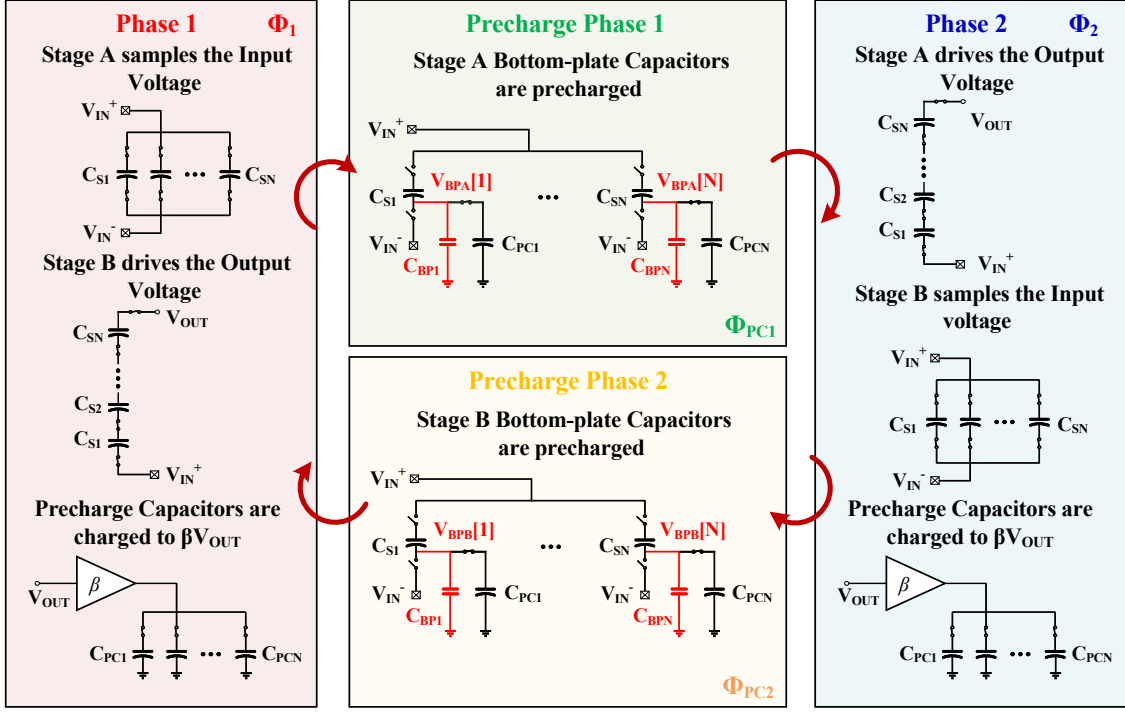 Phase 1 Φ1
Stage A samples the Input
Voltage
VIN+
CS1 ••• CSN
VIN-
Stage B drives the Output
Voltage
VOUT
CSN
CS2
CS1
VIN+
Precharge Capacitors are
charged to βVOUT
β
VOUT
CPC1 ••• CPCN
Precharge Phase 1
Stage A Bottom-plate Capacitors
are precharged
VIN+
VBPA[1] VBPA[N]
CS1 ••• CSN
VIN- CPC1 VIN- CPCN
CBP1 CBPN
ΦPC1
Precharge Phase 2
Stage B Bottom-plate Capacitors
are precharged
VIN+
VBPB[1] VBPB[N]
CS1 ••• CSN
VIN- CPC1 VIN- CPCN
CBP1 CBPN
ΦPC2
Phase 2 Φ2
Stage A drives the Output
Voltage
CSN VOUT
CS2
CS1
VIN+
Stage B samples the Input
voltage
VIN+
CS1 ••• CSN
VIN-
Precharge Capacitors are
charged to βVOUT
β
VOUT
CPC1 ••• CPCN